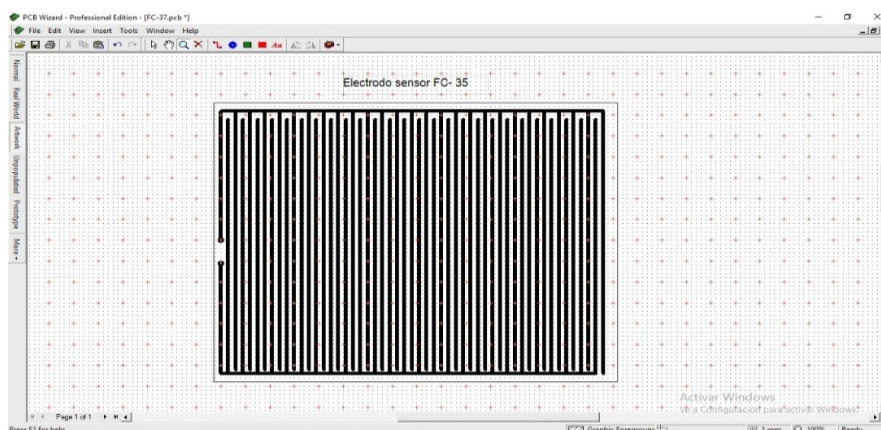 PCB Wizard - Professional Edition - [FC-37.pcb *]
File Edit View Insert Tools Window Help
Normal
Real World
Artwork
Unpopulated
Prototype
More
Electrodo sensor FC- 35
Activar Windows
Ve a Configuración para activar Windows.
Page 1 of 1
Press F1 for help
Graphic Foreground
1 mm
100%
Ready